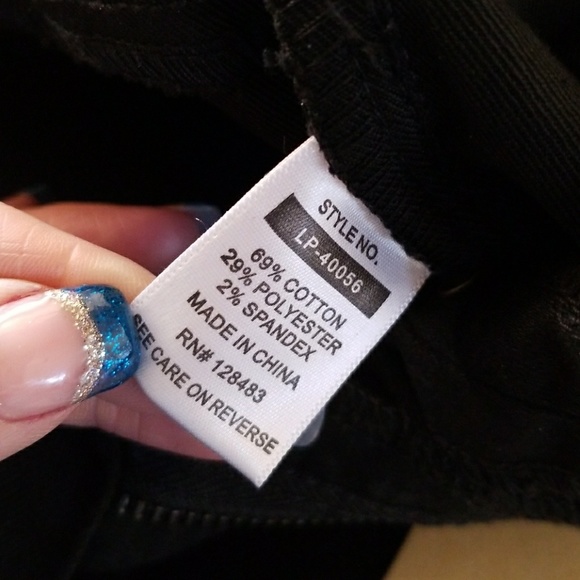 STYLE NO.
LP-40056
69% COTTON
29% POLYESTER
2% SPANDEX
MADE IN CHINA
RN# 128483
SEE CARE ON REVERSE